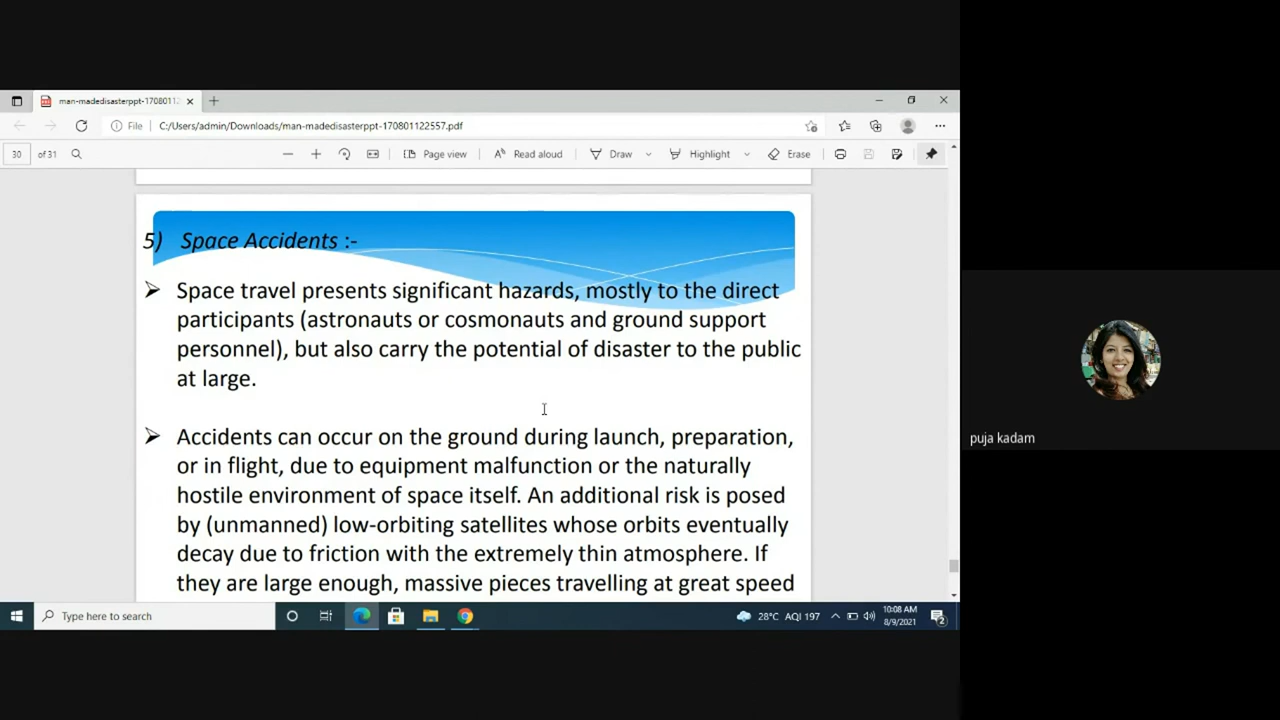 man-madedisasterppt-1708011
File
C:/Users/admin/Downloads/man-madedisasterppt-170801122557.pdf
30 of 31
Page view
Read aloud
Draw
Highlight
Erase
5) Space Accidents :-
Space travel presents significant hazards, mostly to the direct
participants (astronauts or cosmonauts and ground support
personnel), but also carry the potential of disaster to the public
at large.
Accidents can occur on the ground during launch, preparation,
or in flight, due to equipment malfunction or the naturally
hostile environment of space itself. An additional risk is posed
by (unmanned) low-orbiting satellites whose orbits eventually
decay due to friction with the extremely thin atmosphere. If
they are large enough, massive pieces travelling at great speed
puja kadam
Type here to search
28°C AQI 197
10:08 AM
8/9/2021
2